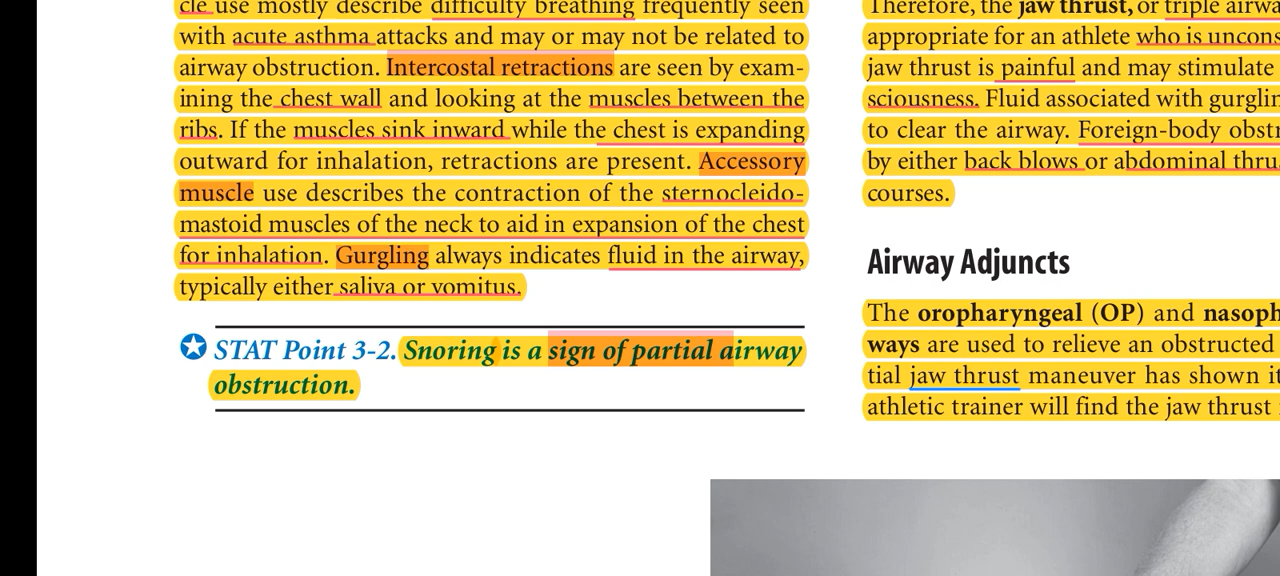 cle use mostly describe difficulty breathing frequently seen
with acute asthma attacks and may or may not be related to
airway obstruction. Intercostal retractions are seen by exam-
ining the chest wall and looking at the muscles between the
ribs. If the muscles sink inward while the chest is expanding
outward for inhalation, retractions are present. Accessory
muscle use describes the contraction of the sternocleido-
mastoid muscles of the neck to aid in expansion of the chest
for inhalation. Gurgling always indicates fluid in the airway,
typically either saliva or vomitus.
STAT Point 3-2. Snoring is a sign of partial airway
obstruction.
Therefore, the jaw thrust, or triple airwa
appropriate for an athlete who is uncons
jaw thrust is painful and may stimulate
sciousness. Fluid associated with gurglin
to clear the airway. Foreign-body obstr
by either back blows or abdominal thru
courses.
Airway Adjuncts
The oropharyngeal (OP) and nasoph
ways are used to relieve an obstructed
tial jaw thrust maneuver has shown it
athletic trainer will find the jaw thrust